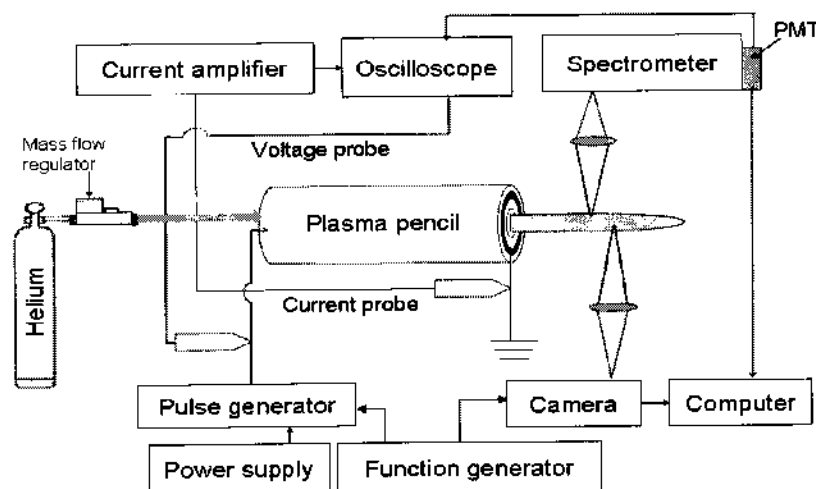 PMT
Current amplifier
Oscilloscope
Spectrometer
Mass flow
regulator
Voltage probe
Plasma pencil
Helium
Current probe
Pulse generator
Camera
Computer
Power supply
Function generator